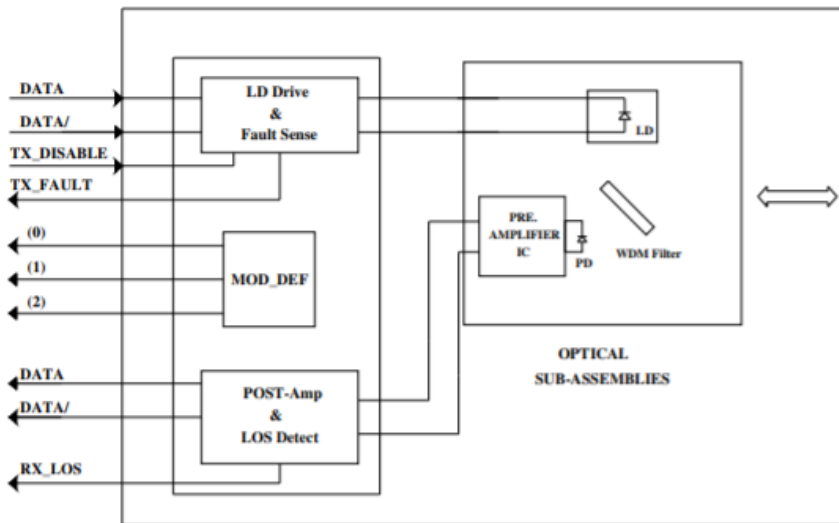 DATA
DATA/
TX_DISABLE
TX_FAULT
(0)
(1)
(2)
DATA
DATA/
RX_LOS
LD Drive
&
Fault Sense
MOD_DEF
POST-Amp
&
LOS Detect
LD
PRE.
AMPLIFIER
IC
PD
WDM Filter
OPTICAL
SUB-ASSEMBLIES